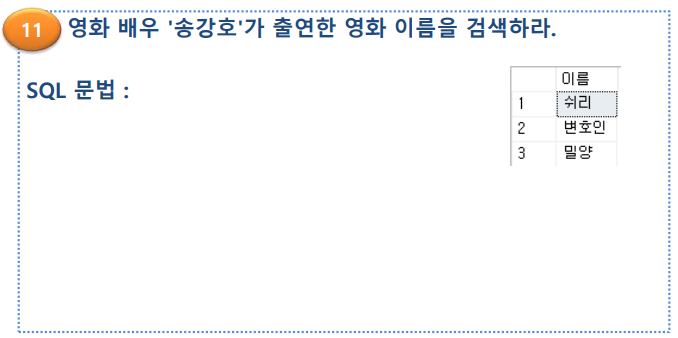 11 영화 배우 '송강호'가 출연한 영화 이름을 검색하라.
SQL 문법 :
이름
1 쉬리
2 변호인
3 밀양